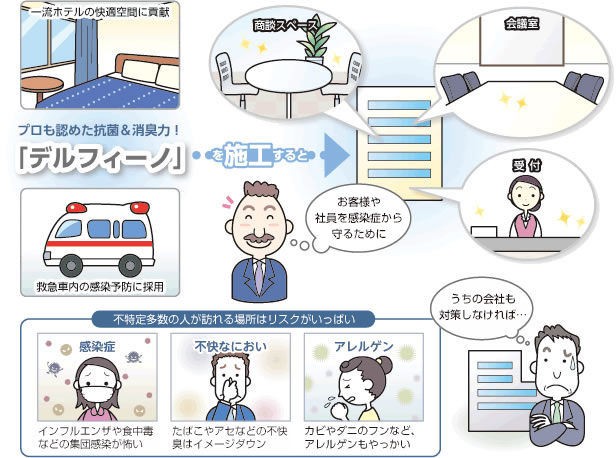 一流ホテルの快適空間に貢献
商談スペース
会議室
プロも認めた抗菌&消臭力！
「デルフィーノ」
を施工すると
受付
お客様や
社員を感染症から
守るために
救急車内の感染予防に採用
うちの会社も
対策しなければ…
不特定多数の人が訪れる場所はリスクがいっぱい
感染症
インフルエンザや食中毒
などの集団感染が怖い
不快なにおい
たばこやアセなどの不快
臭はイメージダウン
アレルゲン
カビやダニのフンなど、
アレルゲンもやっかい